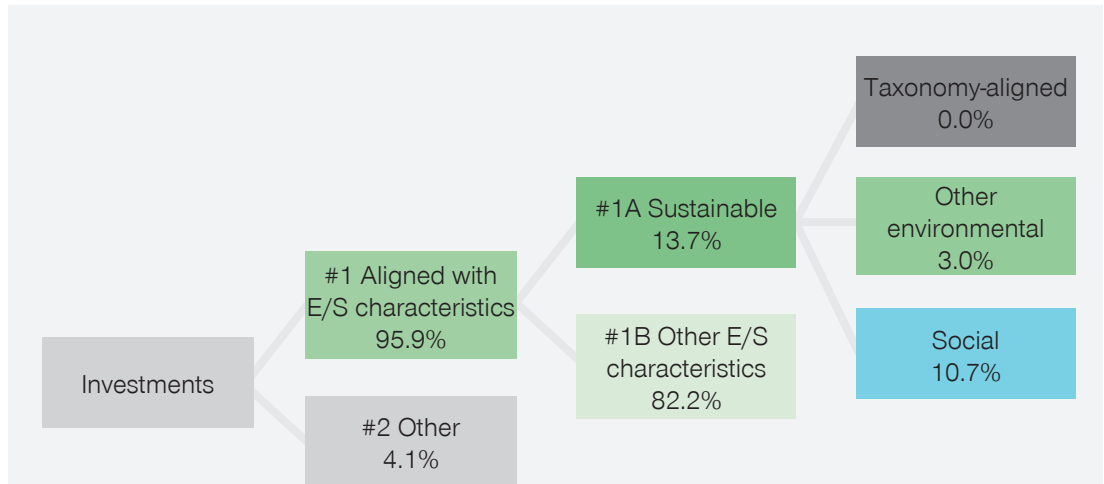 Investments
#1 Aligned with
E/S characteristics
95.9%
#2 Other
4.1%
#1A Sustainable
13.7%
#1B Other E/S
characteristics
82.2%
Taxonomy-aligned
0.0%
Other
environmental
3.0%
Social
10.7%